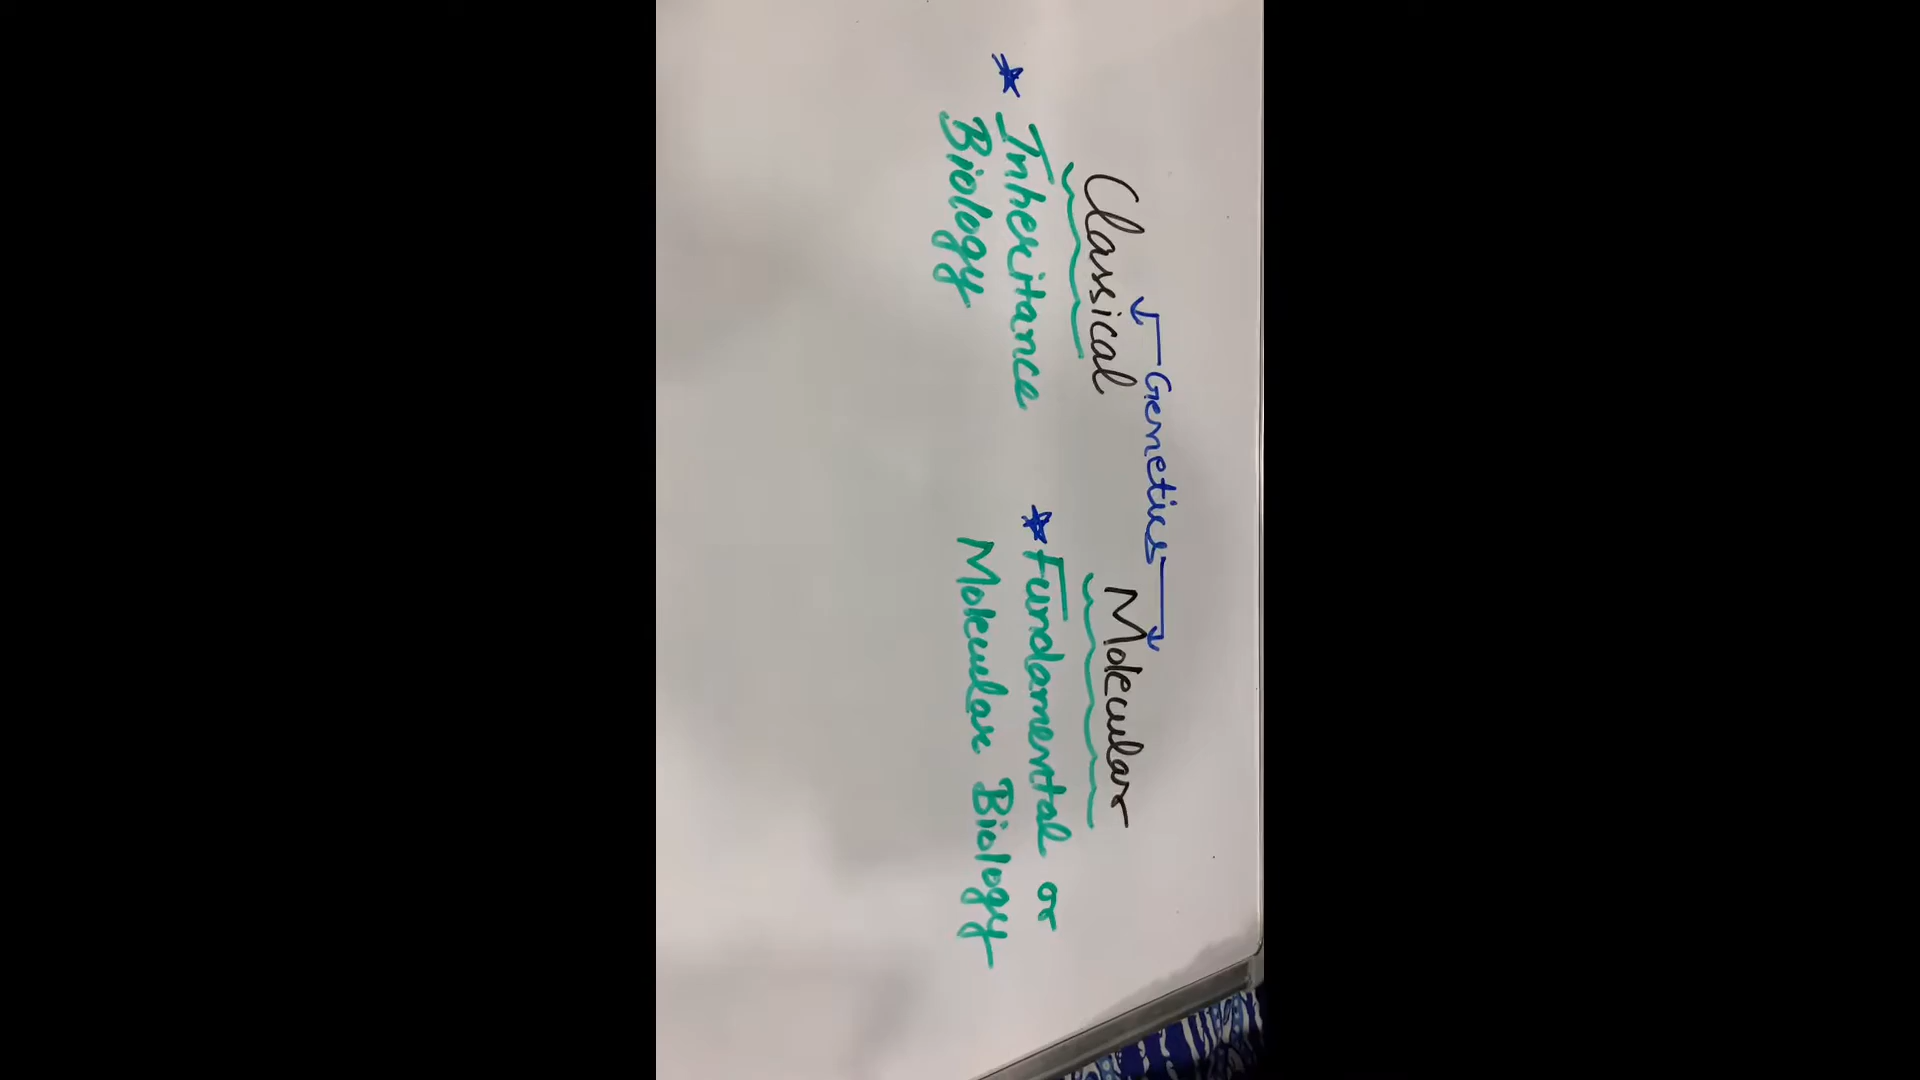 Genetics
Classical Molecular
* Inheritance * Fundamental or
Biology Molecular Biology